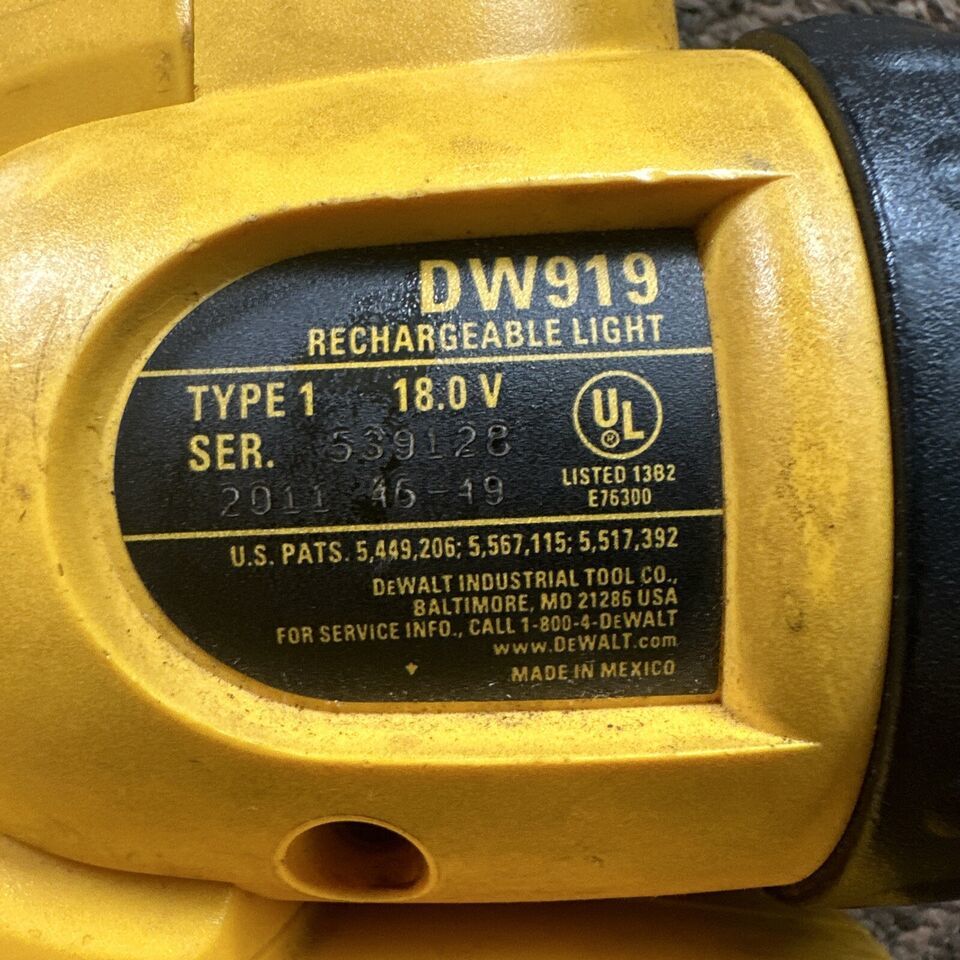 DW919
RECHARGEABLE LIGHT
TYPE 1 18.0 V
SER. 539128
2011 46-49
UL
®
LISTED 13B2
E76300
U.S. PATS. 5,449,206; 5,567,115; 5,517,392
DEWALT INDUSTRIAL TOOL CO.,
BALTIMORE, MD 21286 USA
FOR SERVICE INFO., CALL 1-800-4-DEWALT
www.DEWALT.com
MADE IN MEXICO